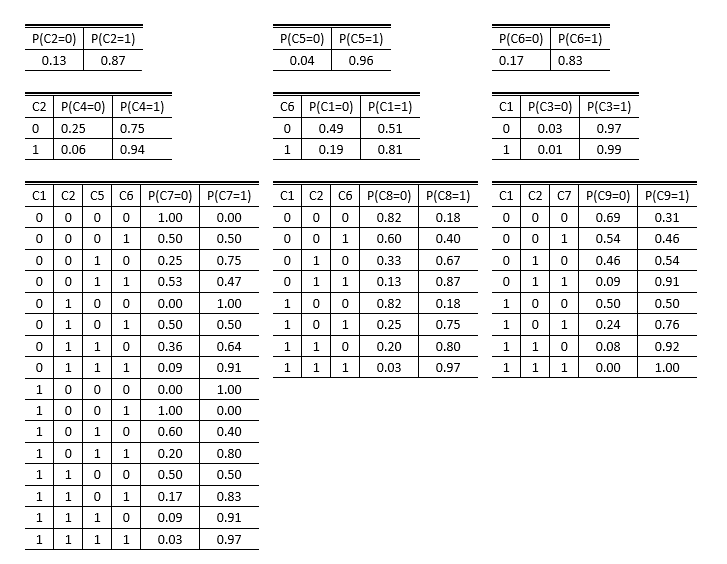 P(C2=0) P(C2=1)
0.13 0.87
P(C5=0) P(C5=1)
0.04 0.96
P(C6=0) P(C6=1)
0.17 0.83
C2 P(C4=0) P(C4=1)
0 0.25 0.75
1 0.06 0.94
C6 P(C1=0) P(C1=1)
0 0.49 0.51
1 0.19 0.81
C1 P(C3=0) P(C3=1)
0 0.03 0.97
1 0.01 0.99
C1 C2 C5 C6 P(C7=0) P(C7=1)
0 0 0 0 1.00 0.00
0 0 0 1 0.50 0.50
0 0 1 0 0.25 0.75
0 0 1 1 0.53 0.47
0 1 0 0 0.00 1.00
0 1 0 1 0.50 0.50
0 1 1 0 0.36 0.64
0 1 1 1 0.09 0.91
1 0 0 0 0.00 1.00
1 0 0 1 1.00 0.00
1 0 1 0 0.60 0.40
1 0 1 1 0.20 0.80
1 1 0 0 0.50 0.50
1 1 0 1 0.17 0.83
1 1 1 0 0.09 0.91
1 1 1 1 0.03 0.97
C1 C2 C6 P(C8=0) P(C8=1)
0 0 0 0.82 0.18
0 0 1 0.60 0.40
0 1 0 0.33 0.67
0 1 1 0.13 0.87
1 0 0 0.82 0.18
1 0 1 0.25 0.75
1 1 0 0.20 0.80
1 1 1 0.03 0.97
C1 C2 C7 P(C9=0) P(C9=1)
0 0 0 0.69 0.31
0 0 1 0.54 0.46
0 1 0 0.46 0.54
0 1 1 0.09 0.91
1 0 0 0.50 0.50
1 0 1 0.24 0.76
1 1 0 0.08 0.92
1 1 1 0.00 1.00